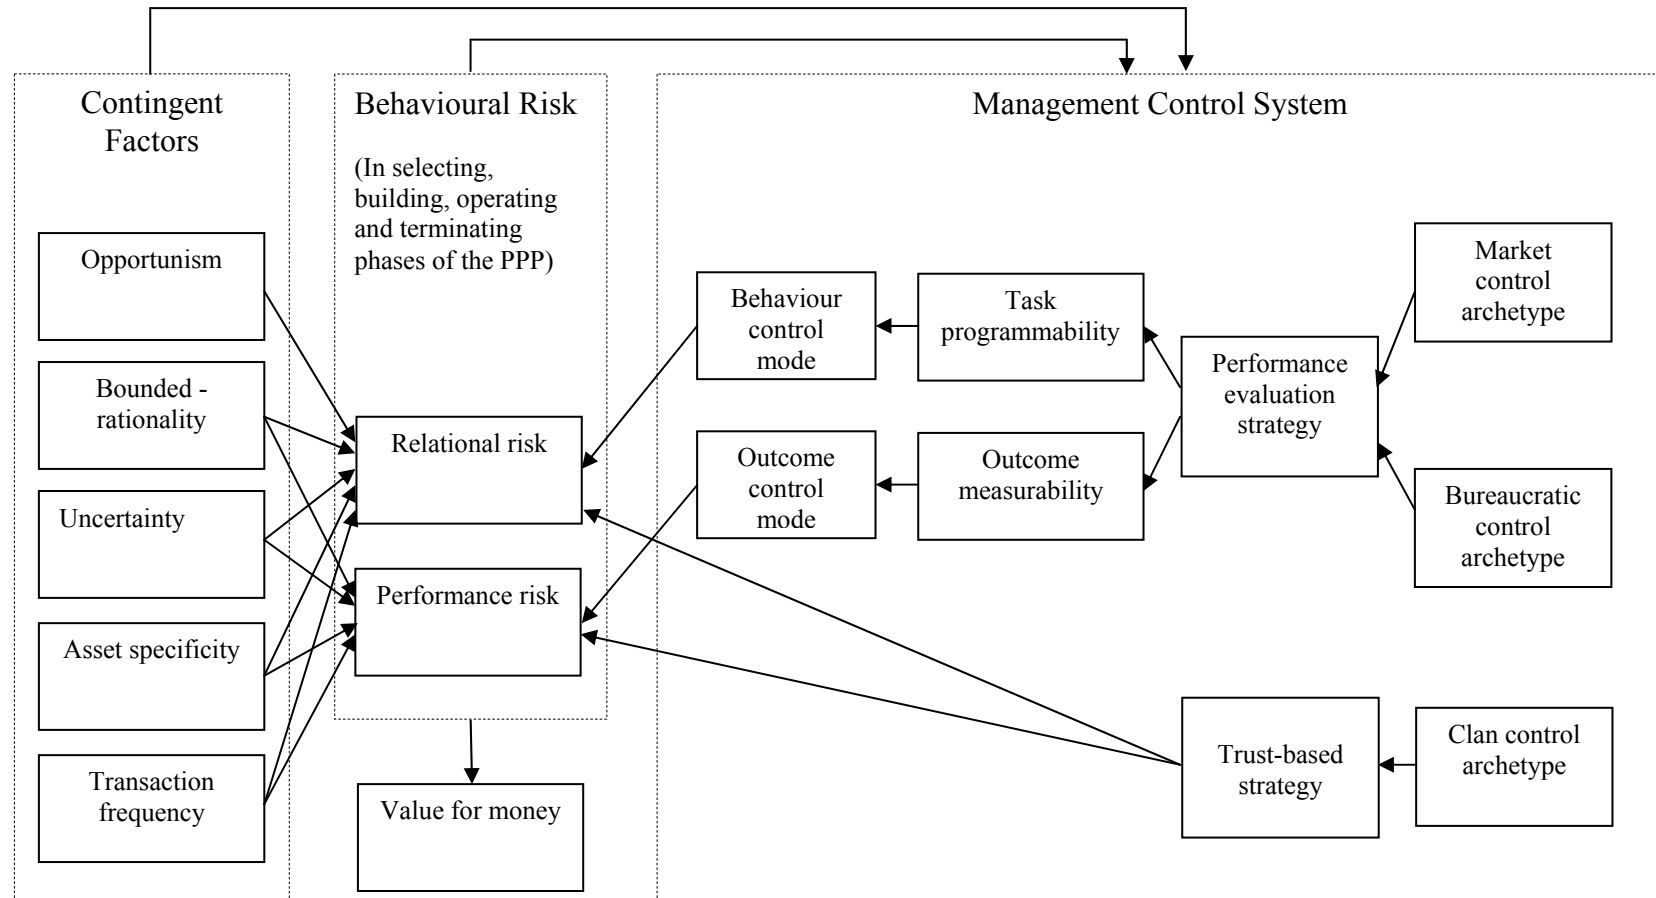 Contingent
Factors
Opportunism
Bounded -
rationality
Uncertainty
Asset specificity
Transaction
frequency
Behavioural Risk
(In selecting,
building, operating
and terminating
phases of the PPP)
Relational risk
Performance risk
Value for money
Management Control System
Behaviour
control
mode
Task
programmability
Outcome
control
mode
Outcome
measurability
Performance
evaluation
strategy
Market
control
archetype
Bureaucratic
control
archetype
Trust-based
strategy
Clan control
archetype